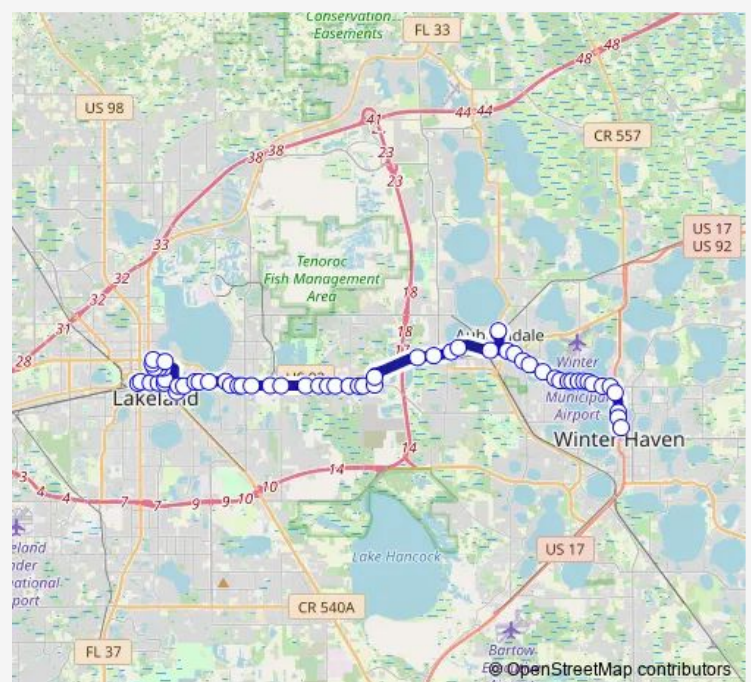 Conservation
Easements
FL 33
48
48
US 98
44
44
41
CR 557
38
38
23
23
US 17
US 92
33
Tenoroc
Fish Management
Area
32
32
18
31
18
28
Winter
Municipal
Airport
Lakeland
Winter Haven
14
14
3
4
4
7
7
9
9
10
10
US 17
Lake Hancock
CR 540A
FL 37
Bartow
© OpenStreetMap contributors